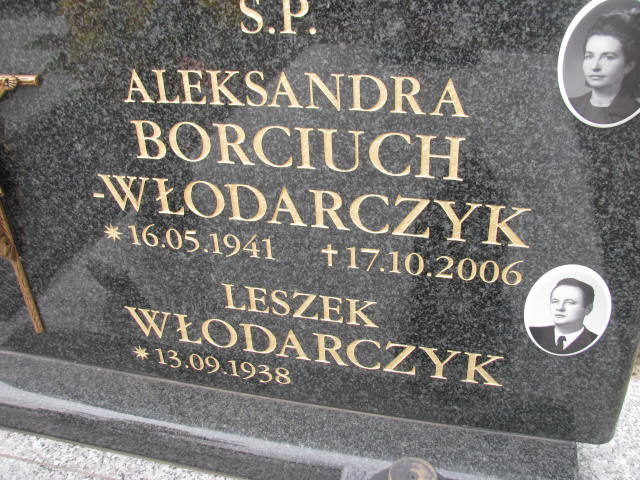 Ś.P.
ALEKSANDRA
BORCIUCH
-WŁODARCZYK
*16.05.1941 †17.10.2006
LESZEK
WŁODARCZYK
*13.09.1938